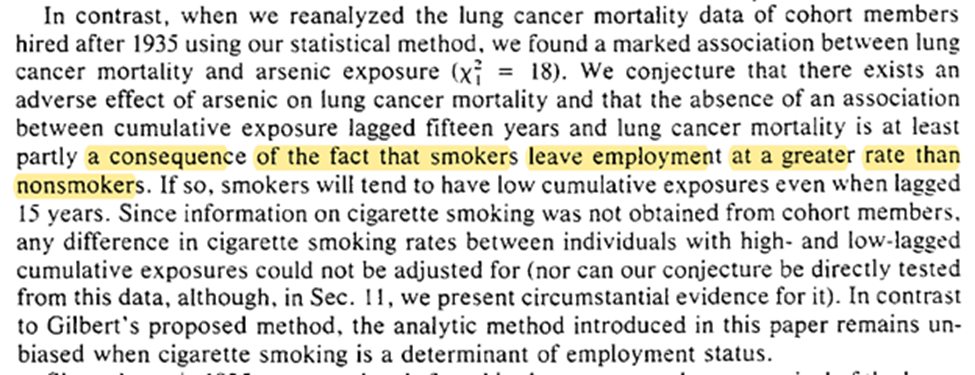 In contrast, when we reanalyzed the lung cancer mortality data of cohort members
hired after 1935 using our statistical method, we found a marked association between lung
cancer mortality and arsenic exposure (χ²₁ = 18). We conjecture that there exists an
adverse effect of arsenic on lung cancer mortality and that the absence of an association
between cumulative exposure lagged fifteen years and lung cancer mortality is at least
partly a consequence of the fact that smokers leave employment at a greater rate than
nonsmokers. If so, smokers will tend to have low cumulative exposures even when lagged
15 years. Since information on cigarette smoking was not obtained from cohort members,
any difference in cigarette smoking rates between individuals with high- and low-lagged
cumulative exposures could not be adjusted for (nor can our conjecture be directly tested
from this data, although, in Sec. 11, we present circumstantial evidence for it). In contrast
to Gilbert's proposed method, the analytic method introduced in this paper remains un-
biased when cigarette smoking is a determinant of employment status.